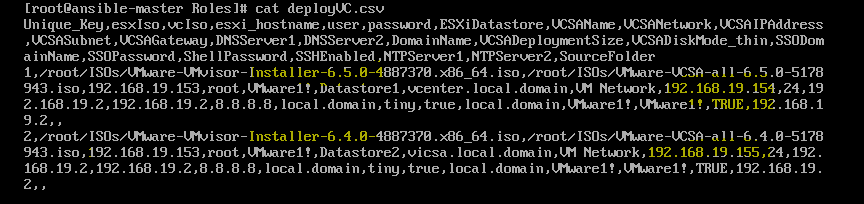 [root@ansible-master Roles]# cat deployVC.csv
Unique_Key,esxIso,vcIso,esxi_hostname,user,password,ESXiDatastore,VCSAName,VCSANetwork,VCSAIPAddress
,VCSASubnet,VCSAGateway,DNSServer1,DNSServer2,DomainName,VCSADeploymentSize,VCSADiskMode_thin,SSODom
ainName,SSOPassword,ShellPassword,SSHEnabled,NTPServer1,NTPServer2,SourceFolder
1,/root/ISOs/VMware-VMvisor-Installer-6.5.0-4887370.x86_64.iso,/root/ISOs/VMware-VCSA-all-6.5.0-5178
943.iso,192.168.19.153,root,VMware1!,Datastore1,vcenter.local.domain,VM Network,192.168.19.154,24,19
2.168.19.2,192.168.19.2,8.8.8.8,local.domain,tiny,true,local.domain,VMware1!,VMware1!,TRUE,192.168.1
9.2,,
2,/root/ISOs/VMware-VMvisor-Installer-6.4.0-4887370.x86_64.iso,/root/ISOs/VMware-VCSA-all-6.4.0-5178
943.iso,192.168.19.153,root,VMware1!,Datastore2,vicsa.local.domain,VM Network,192.168.19.155,24,192.
168.19.2,192.168.19.2,8.8.8.8,local.domain,tiny,true,local.domain,VMware1!,VMware1!,TRUE,192.168.19.
2,,